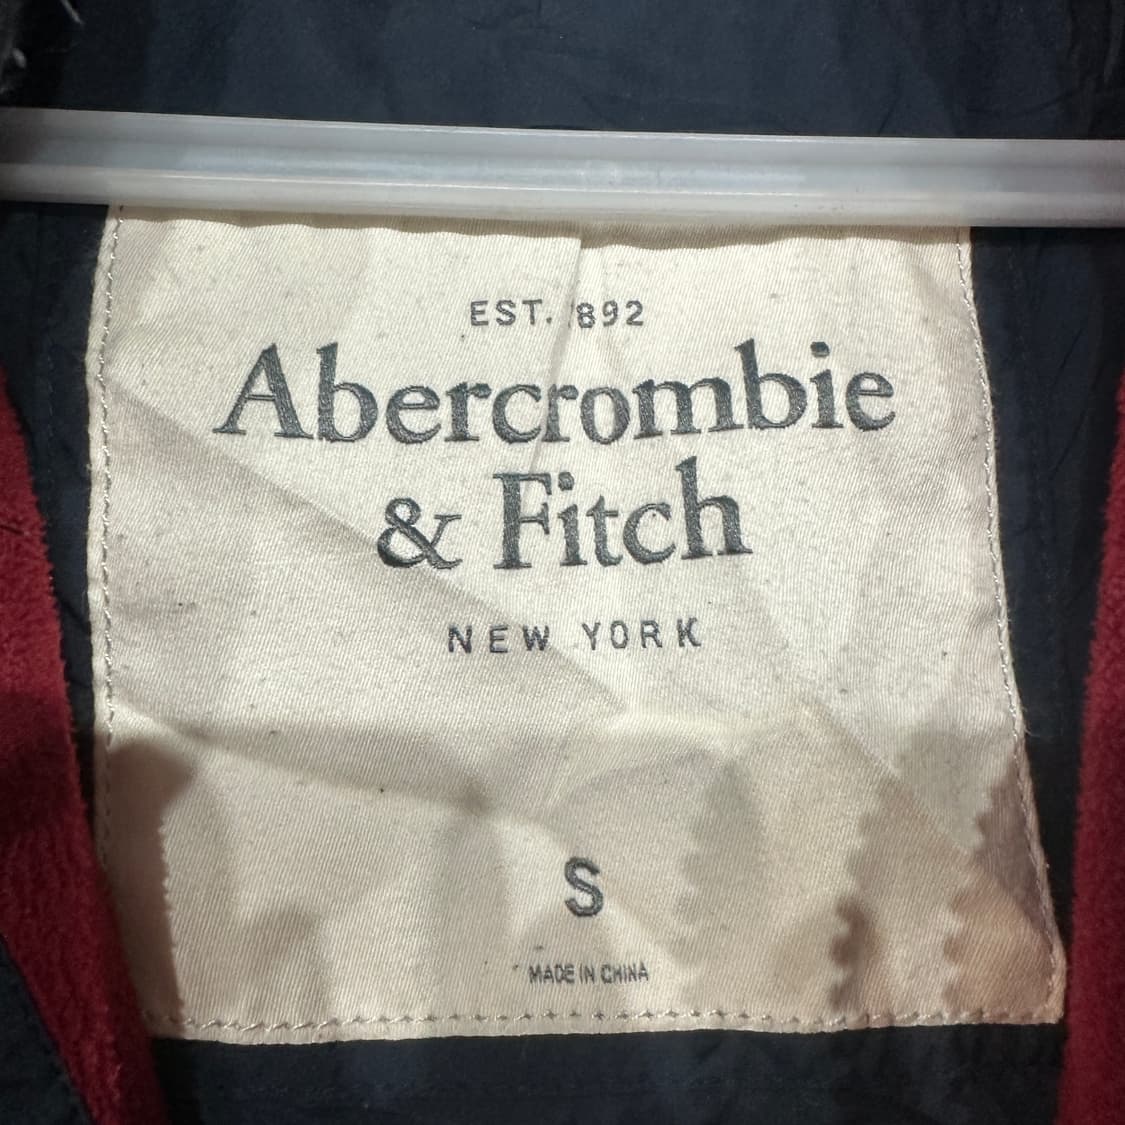 EST. 1892
Abercrombie
& Fitch
NEW YORK
S
MADE IN CHINA